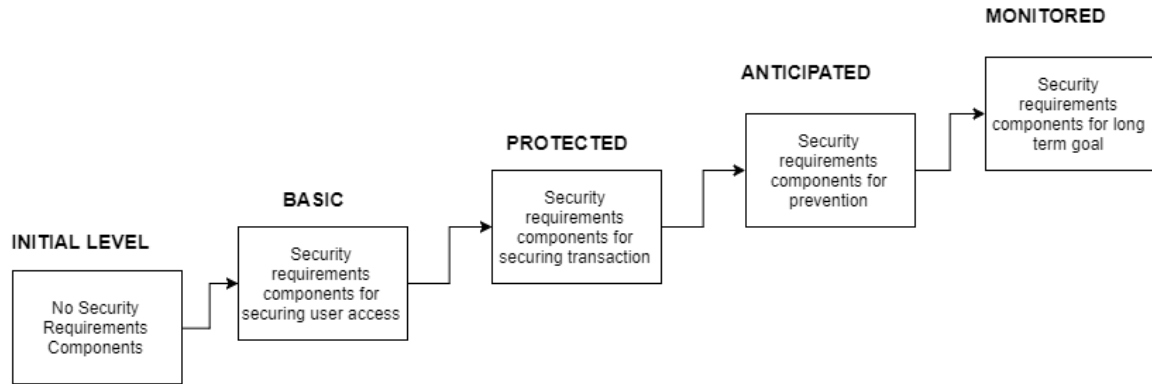 INITIAL LEVEL
No Security
Requirements
Components
BASIC
Security
requirements
components for
securing user access
PROTECTED
Security
requirements
components for
securing transaction
ANTICIPATED
Security
requirements
components for
prevention
MONITORED
Security
requirements
components for long
term goal